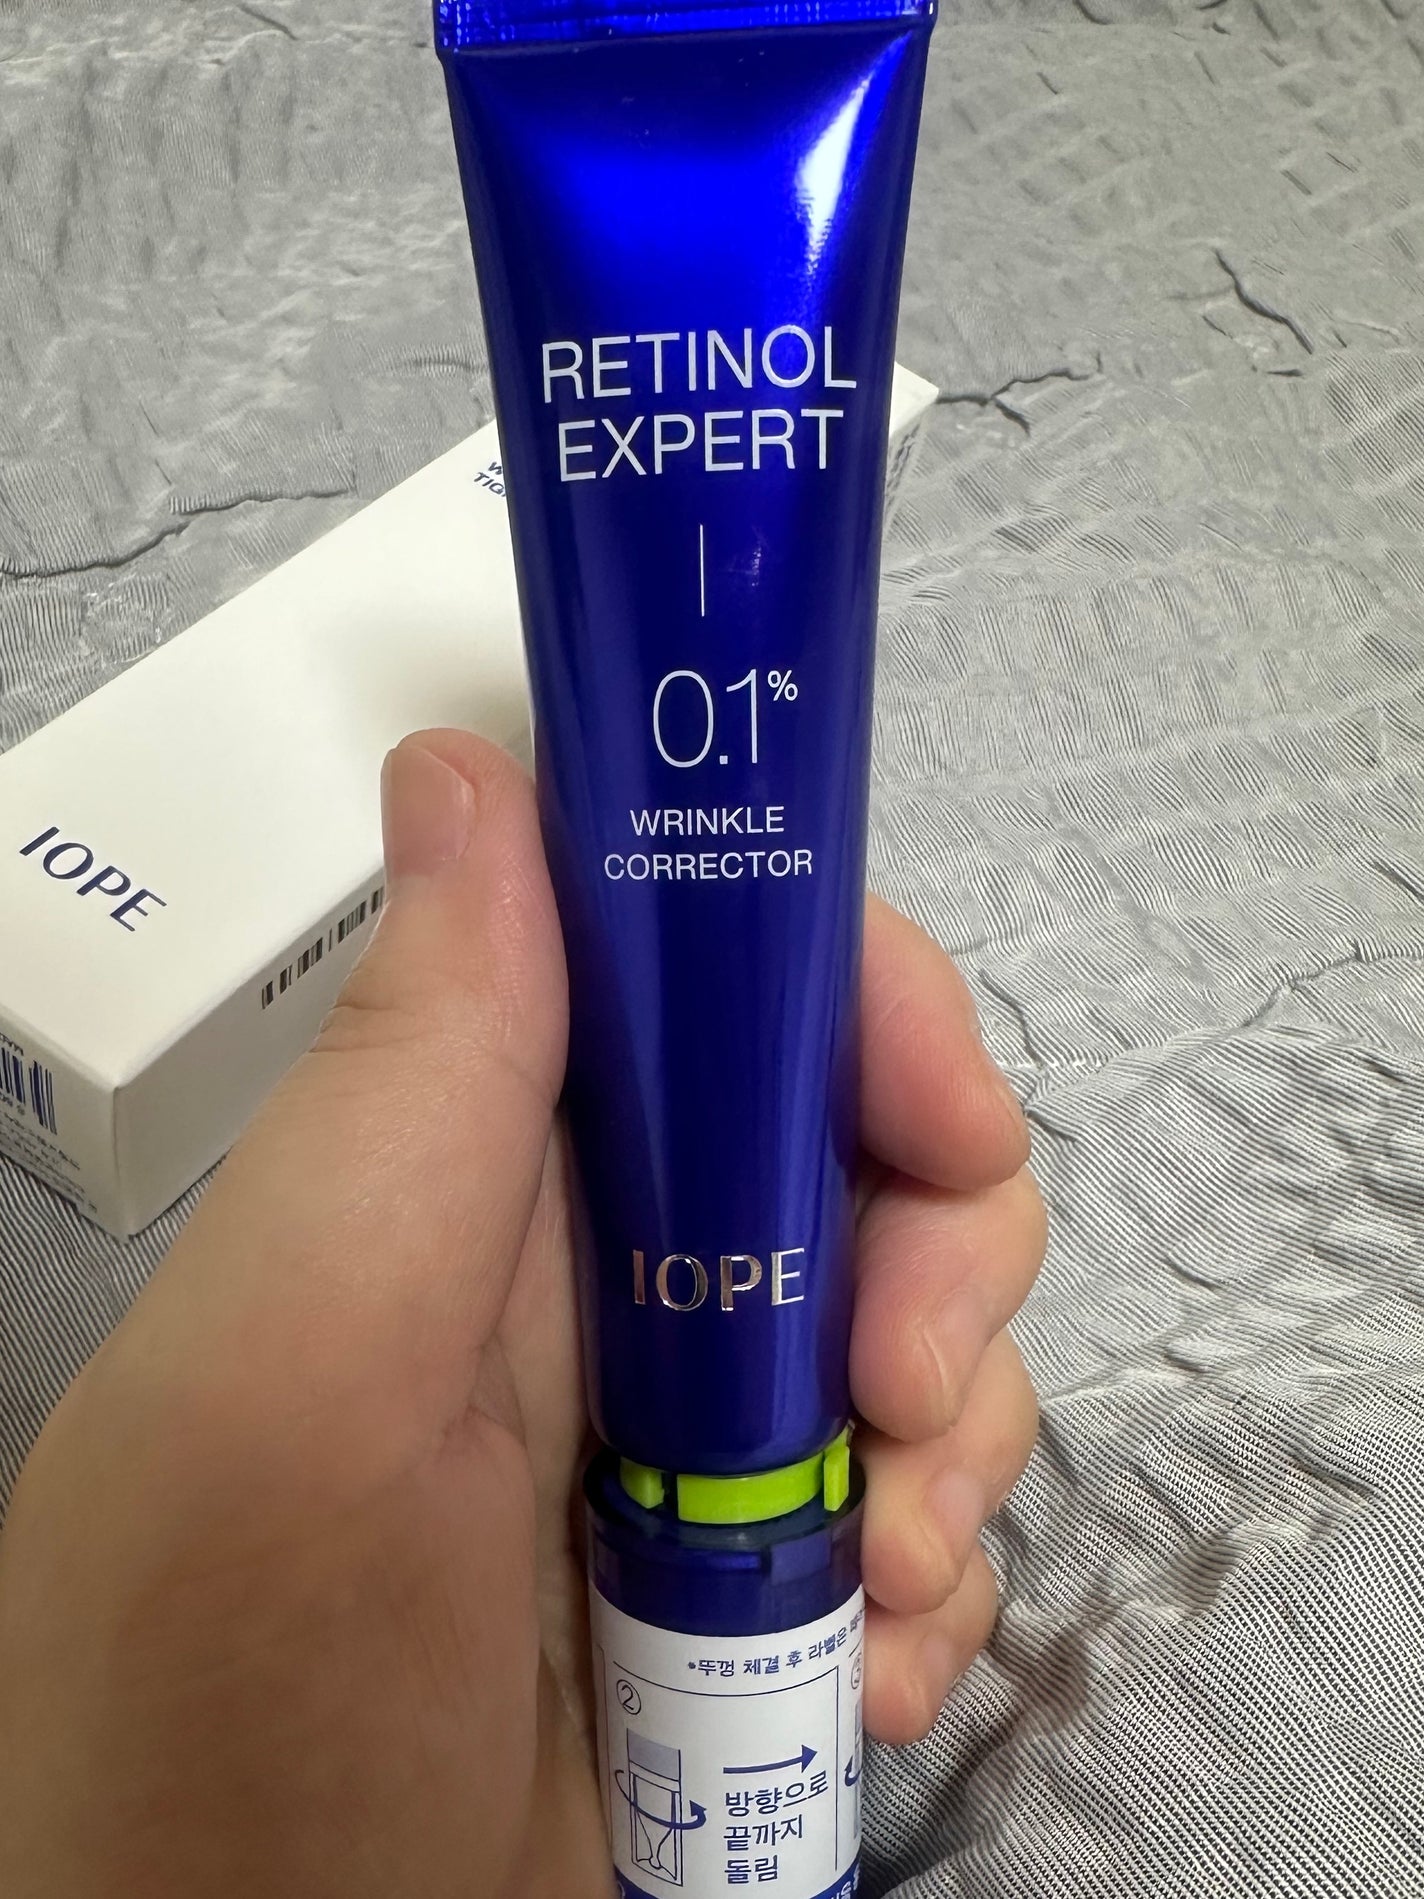 RETINOL
EXPERT
0.1%
WRINKLE
CORRECTOR
IOPE
IOPE
*뚜껑 체결 후 라벨은
②
방향으로
끝까지
돌림